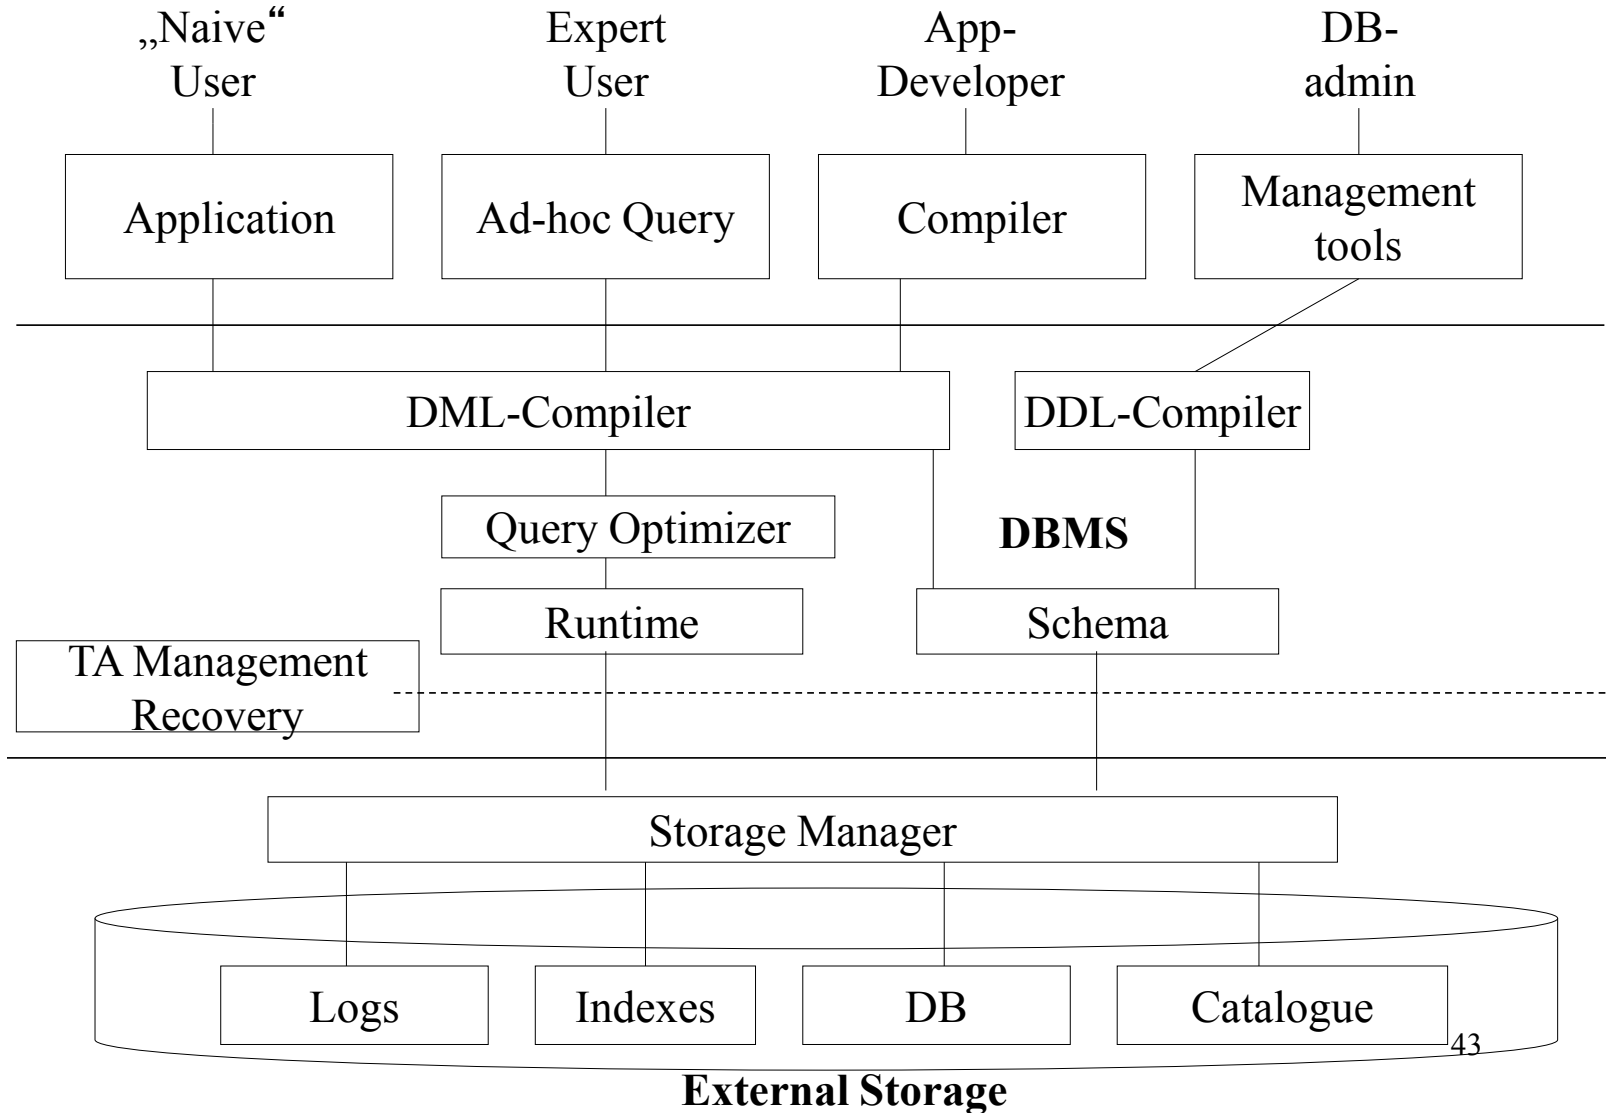 „Naive“
User
Expert
User
App-
Developer
DB-
admin
Application
Ad-hoc Query
Compiler
Management
tools
DML-Compiler
DDL-Compiler
Query Optimizer
DBMS
Runtime
Schema
TA Management
Recovery
Storage Manager
Logs
Indexes
DB
Catalogue
43
External Storage